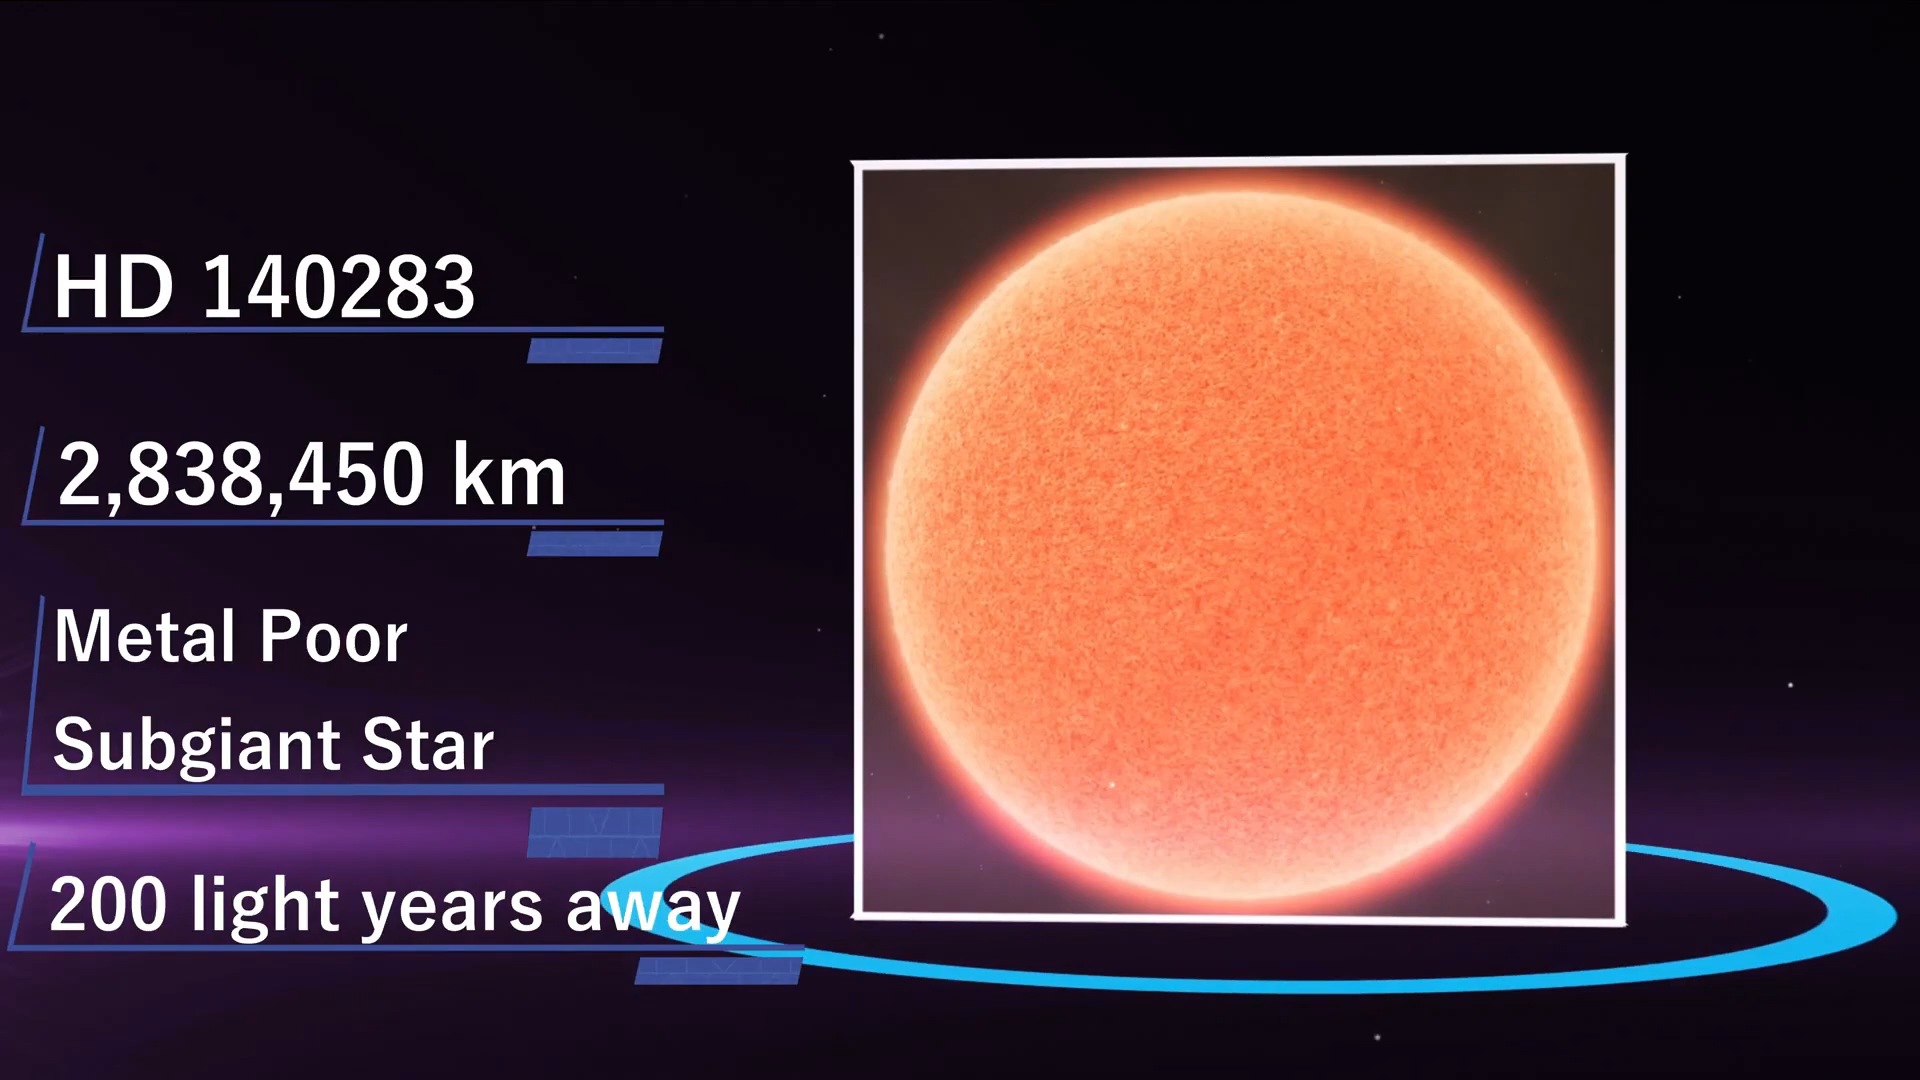 HD 140283
2,838,450 km
Metal Poor
Subgiant Star
200 light years away